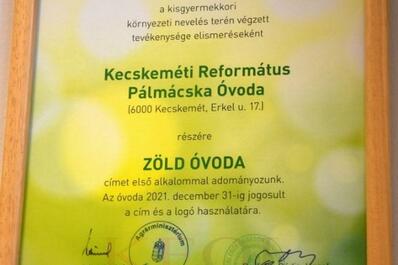 a kisgyermekkori
környezeti nevelés terén végzett
tevékenysége elismeréseként
Kecskeméti Református
Pálmácska Óvoda
(6000 Kecskemét, Erkel u. 17.)
részére
ZÖLD ÓVODA
címet első alkalommal adományozunk.
Az óvoda 2021. december 31-ig jogosult
a cím és a logó használatára.
Agrárminisztérium